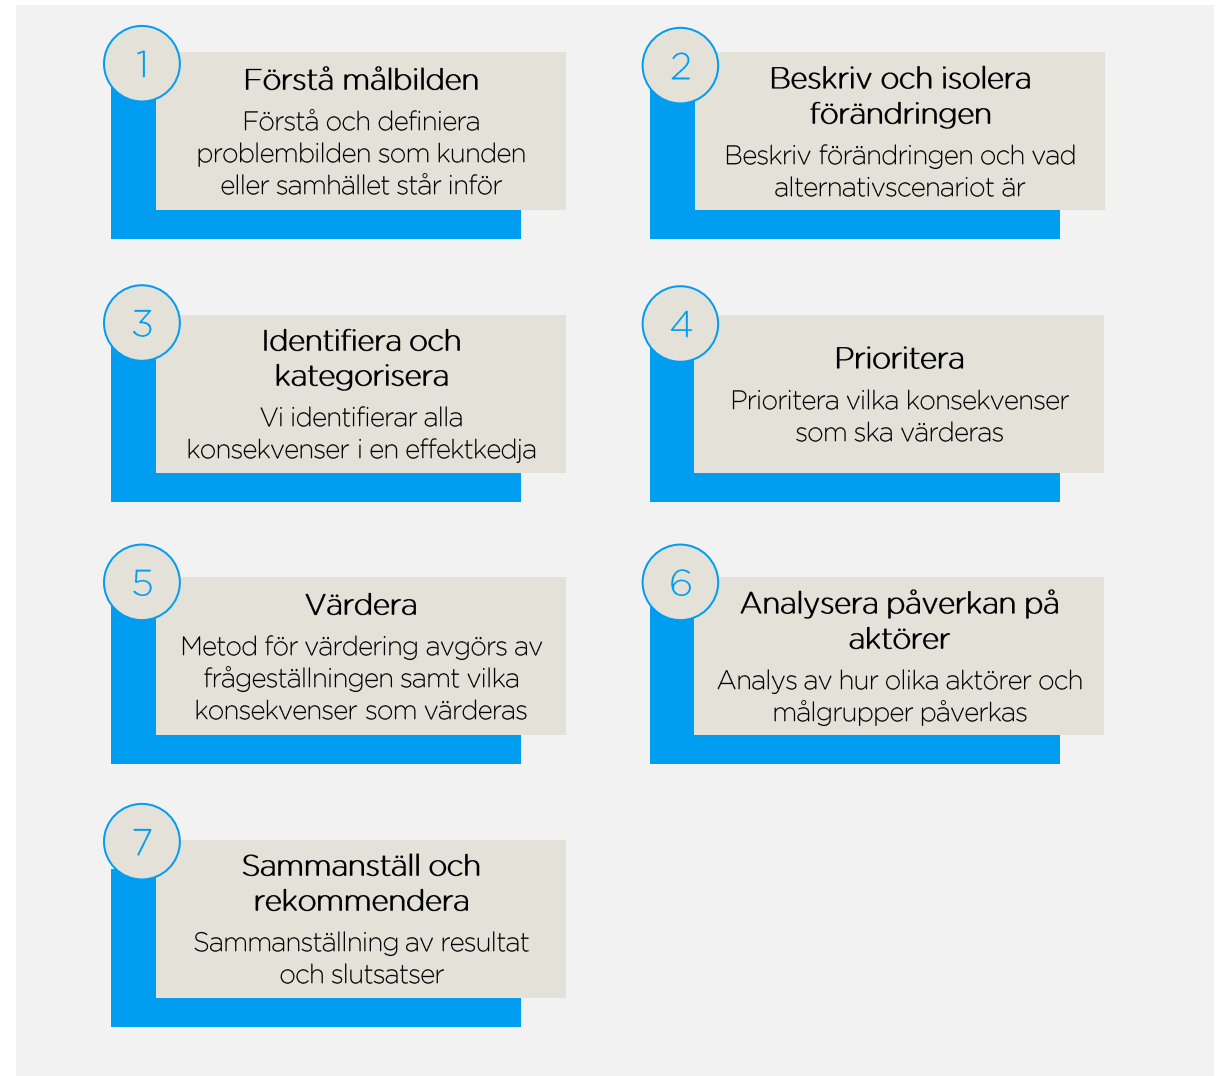 1
Förstå målbilden
Förstå och definiera
problembilden som kunden
eller samhället står inför
2
Beskriv och isolera
förändringen
Beskriv förändringen och vad
alternativscenariot är
3
Identifiera och
kategorisera
Vi identifierar alla
konsekvenser i en effektkedja
4
Prioritera
Prioritera vilka konsekvenser
som ska värderas
5
Värdera
Metod för värdering avgörs av
frågeställningen samt vilka
konsekvenser som värderas
6
Analysera påverkan på
aktörer
Analys av hur olika aktörer och
målgrupper påverkas
7
Sammanställ och
rekommendera
Sammanställning av resultat
och slutsatser